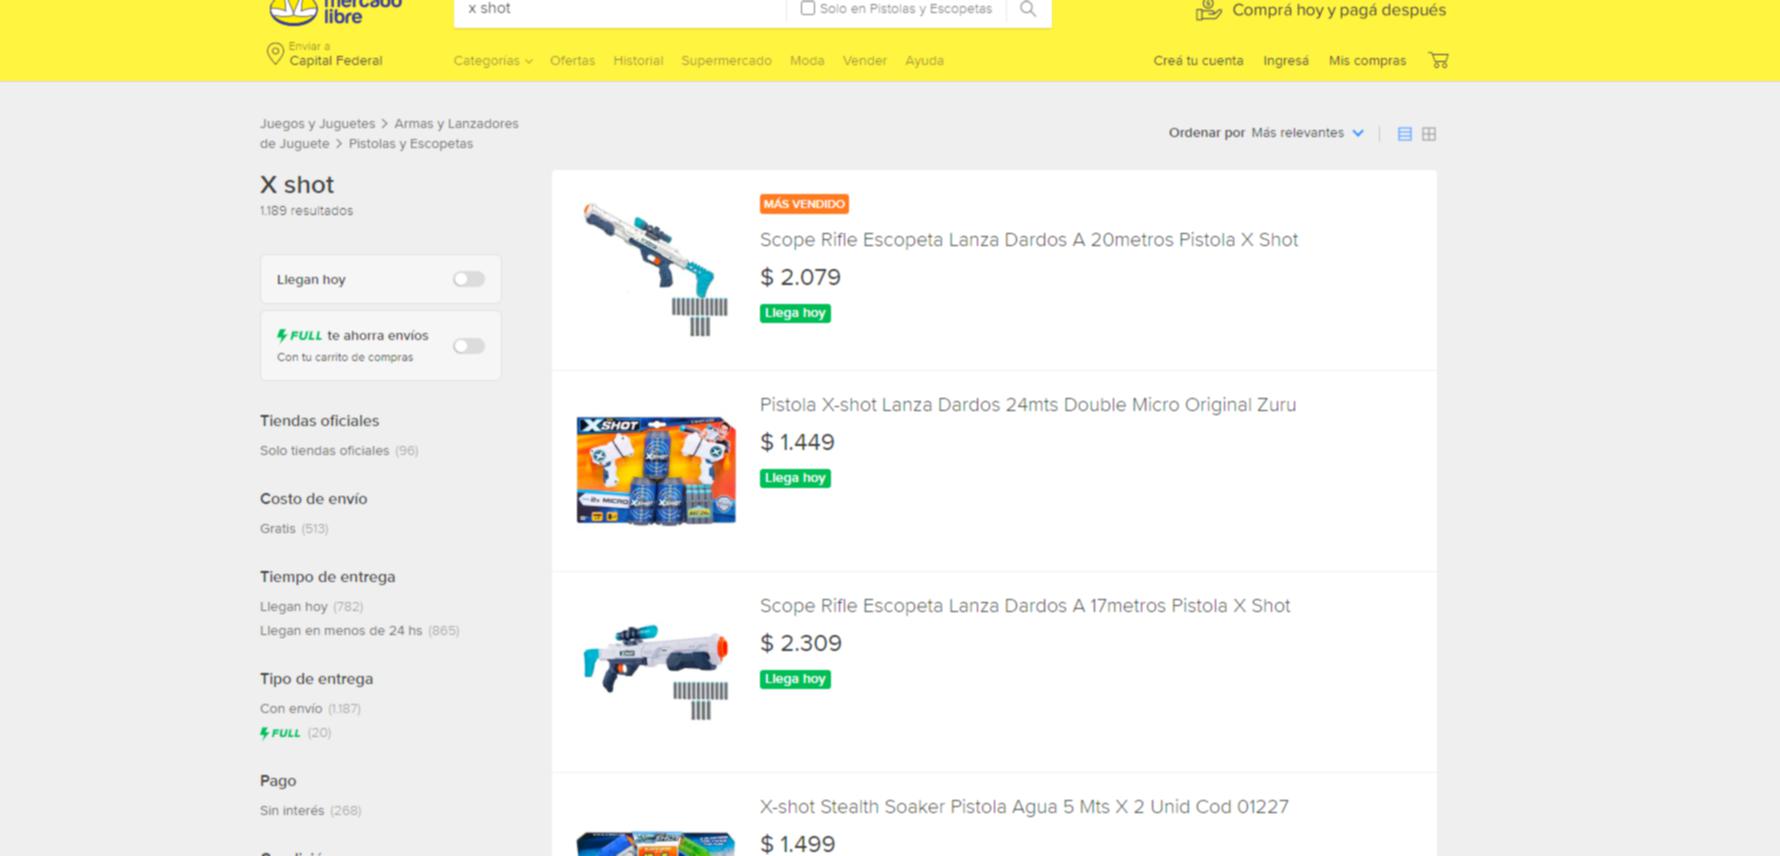 mercado
libre
x shot
Solo en Pistolas y Escopetas
Comprá hoy y pagá después
Enviar a
Capital Federal
Categorías
Ofertas
Historial
Supermercado
Moda
Vender
Ayuda
Creá tu cuenta
Ingresá
Mis compras
Juegos y Juguetes > Armas y Lanzadores
de Juguete > Pistolas y Escopetas
Ordenar por Más relevantes
X shot
1.189 resultados
Llegan hoy
FULL te ahorra envíos
Con tu carrito de compras
Tiendas oficiales
Solo tiendas oficiales (96)
Costo de envío
Gratis (513)
Tiempo de entrega
Llegan hoy (782)
Llegan en menos de 24 hs (865)
Tipo de entrega
Con envío (1.187)
FULL (20)
Pago
Sin interés (268)
MÁS VENDIDO
Scope Rifle Escopeta Lanza Dardos A 20metros Pistola X Shot
$ 2.079
Llega hoy
XSHOT
2x MICRO
Pistola X-shot Lanza Dardos 24mts Double Micro Original Zuru
$ 1.449
Llega hoy
Scope Rifle Escopeta Lanza Dardos A 17metros Pistola X Shot
$ 2.309
Llega hoy
X-shot Stealth Soaker Pistola Agua 5 Mts X 2 Unid Cod 01227
$ 1.499